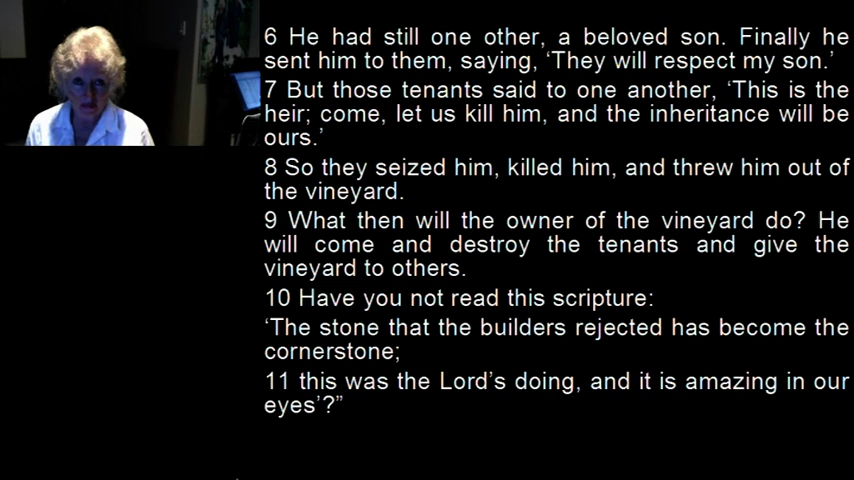 6 He had still one other, a beloved son. Finally he
sent him to them, saying, ‘They will respect my son.’
7 But those tenants said to one another, ‘This is the
heir; come, let us kill him, and the inheritance will be
ours.’
8 So they seized him, killed him, and threw him out of
the vineyard.
9 What then will the owner of the vineyard do? He
will come and destroy the tenants and give the
vineyard to others.
10 Have you not read this scripture:
‘The stone that the builders rejected has become the
cornerstone;
11 this was the Lord’s doing, and it is amazing in our
eyes’?”